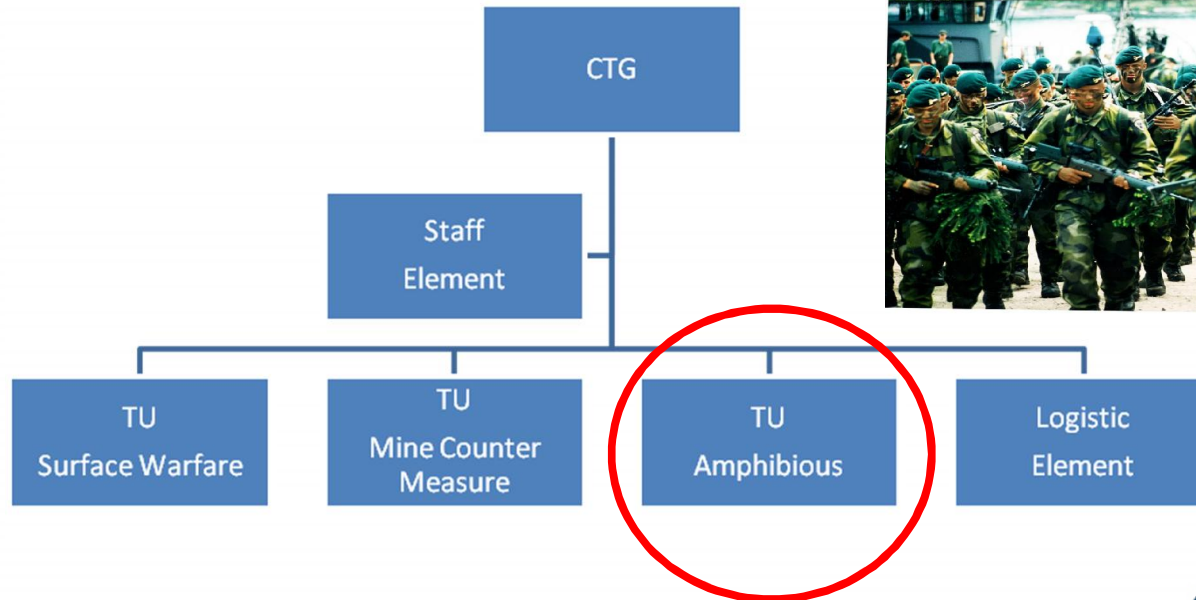 CTG
Staff
Element
TU
Surface Warfare
TU
Mine Counter
Measure
TU
Amphibious
Logistic
Element